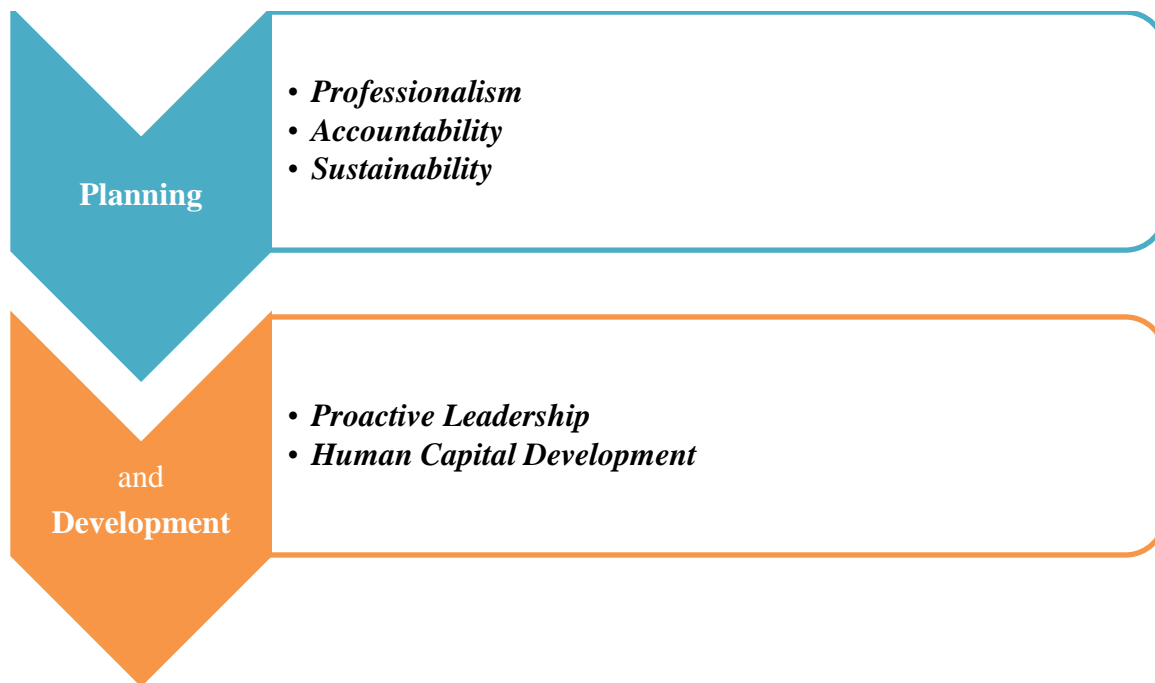 Planning
• Professionalism
• Accountability
• Sustainability
and
Development
• Proactive Leadership
• Human Capital Development